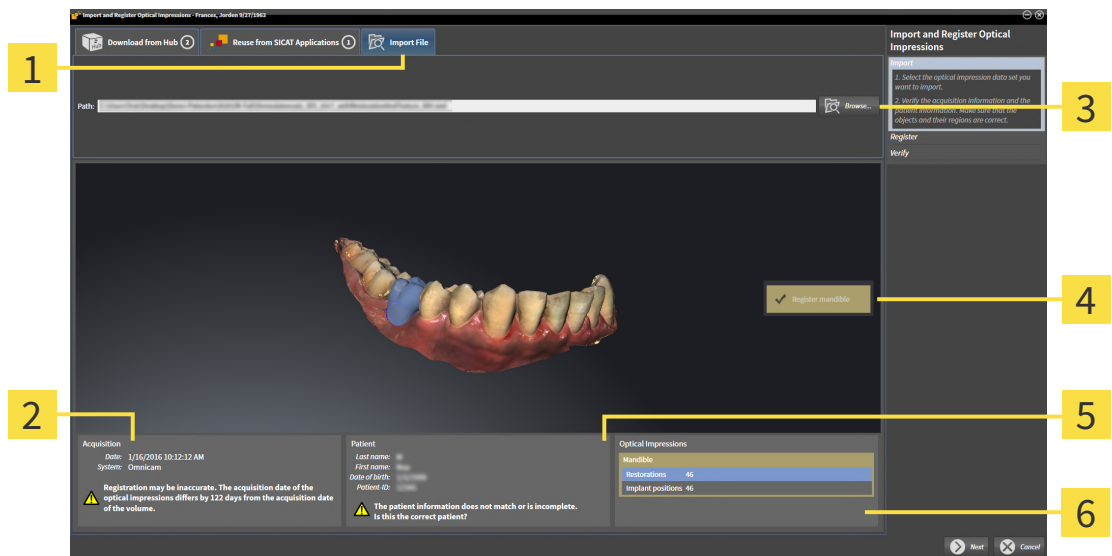 Import and Register Optical Impressions - Frances, Jorden 9/27/1963
Download from Hub 2
Reuse from SICAT Applications 1
Import File
Path:
Browse...
Import and Register Optical
Impressions
Import
1. Select the optical impression data set you
want to import.
2. Verify the acquisition information and the
patient information. Make sure that the
objects and their regions are correct.
Register
Verify
Register mandible
Acquisition
Date: 1/16/2016 10:12:12 AM
System: Omnicam
Registration may be inaccurate. The acquisition date of the
optical impressions differs by 122 days from the acquisition date
of the volume.
Patient
Last name:
First name:
Date of birth:
Patient-ID:
The patient information does not match or is incomplete.
Is this the correct patient?
Optical Impressions
Mandible
Restorations 46
Implant positions 46
Next
Cancel
1
2
3
4
5
6